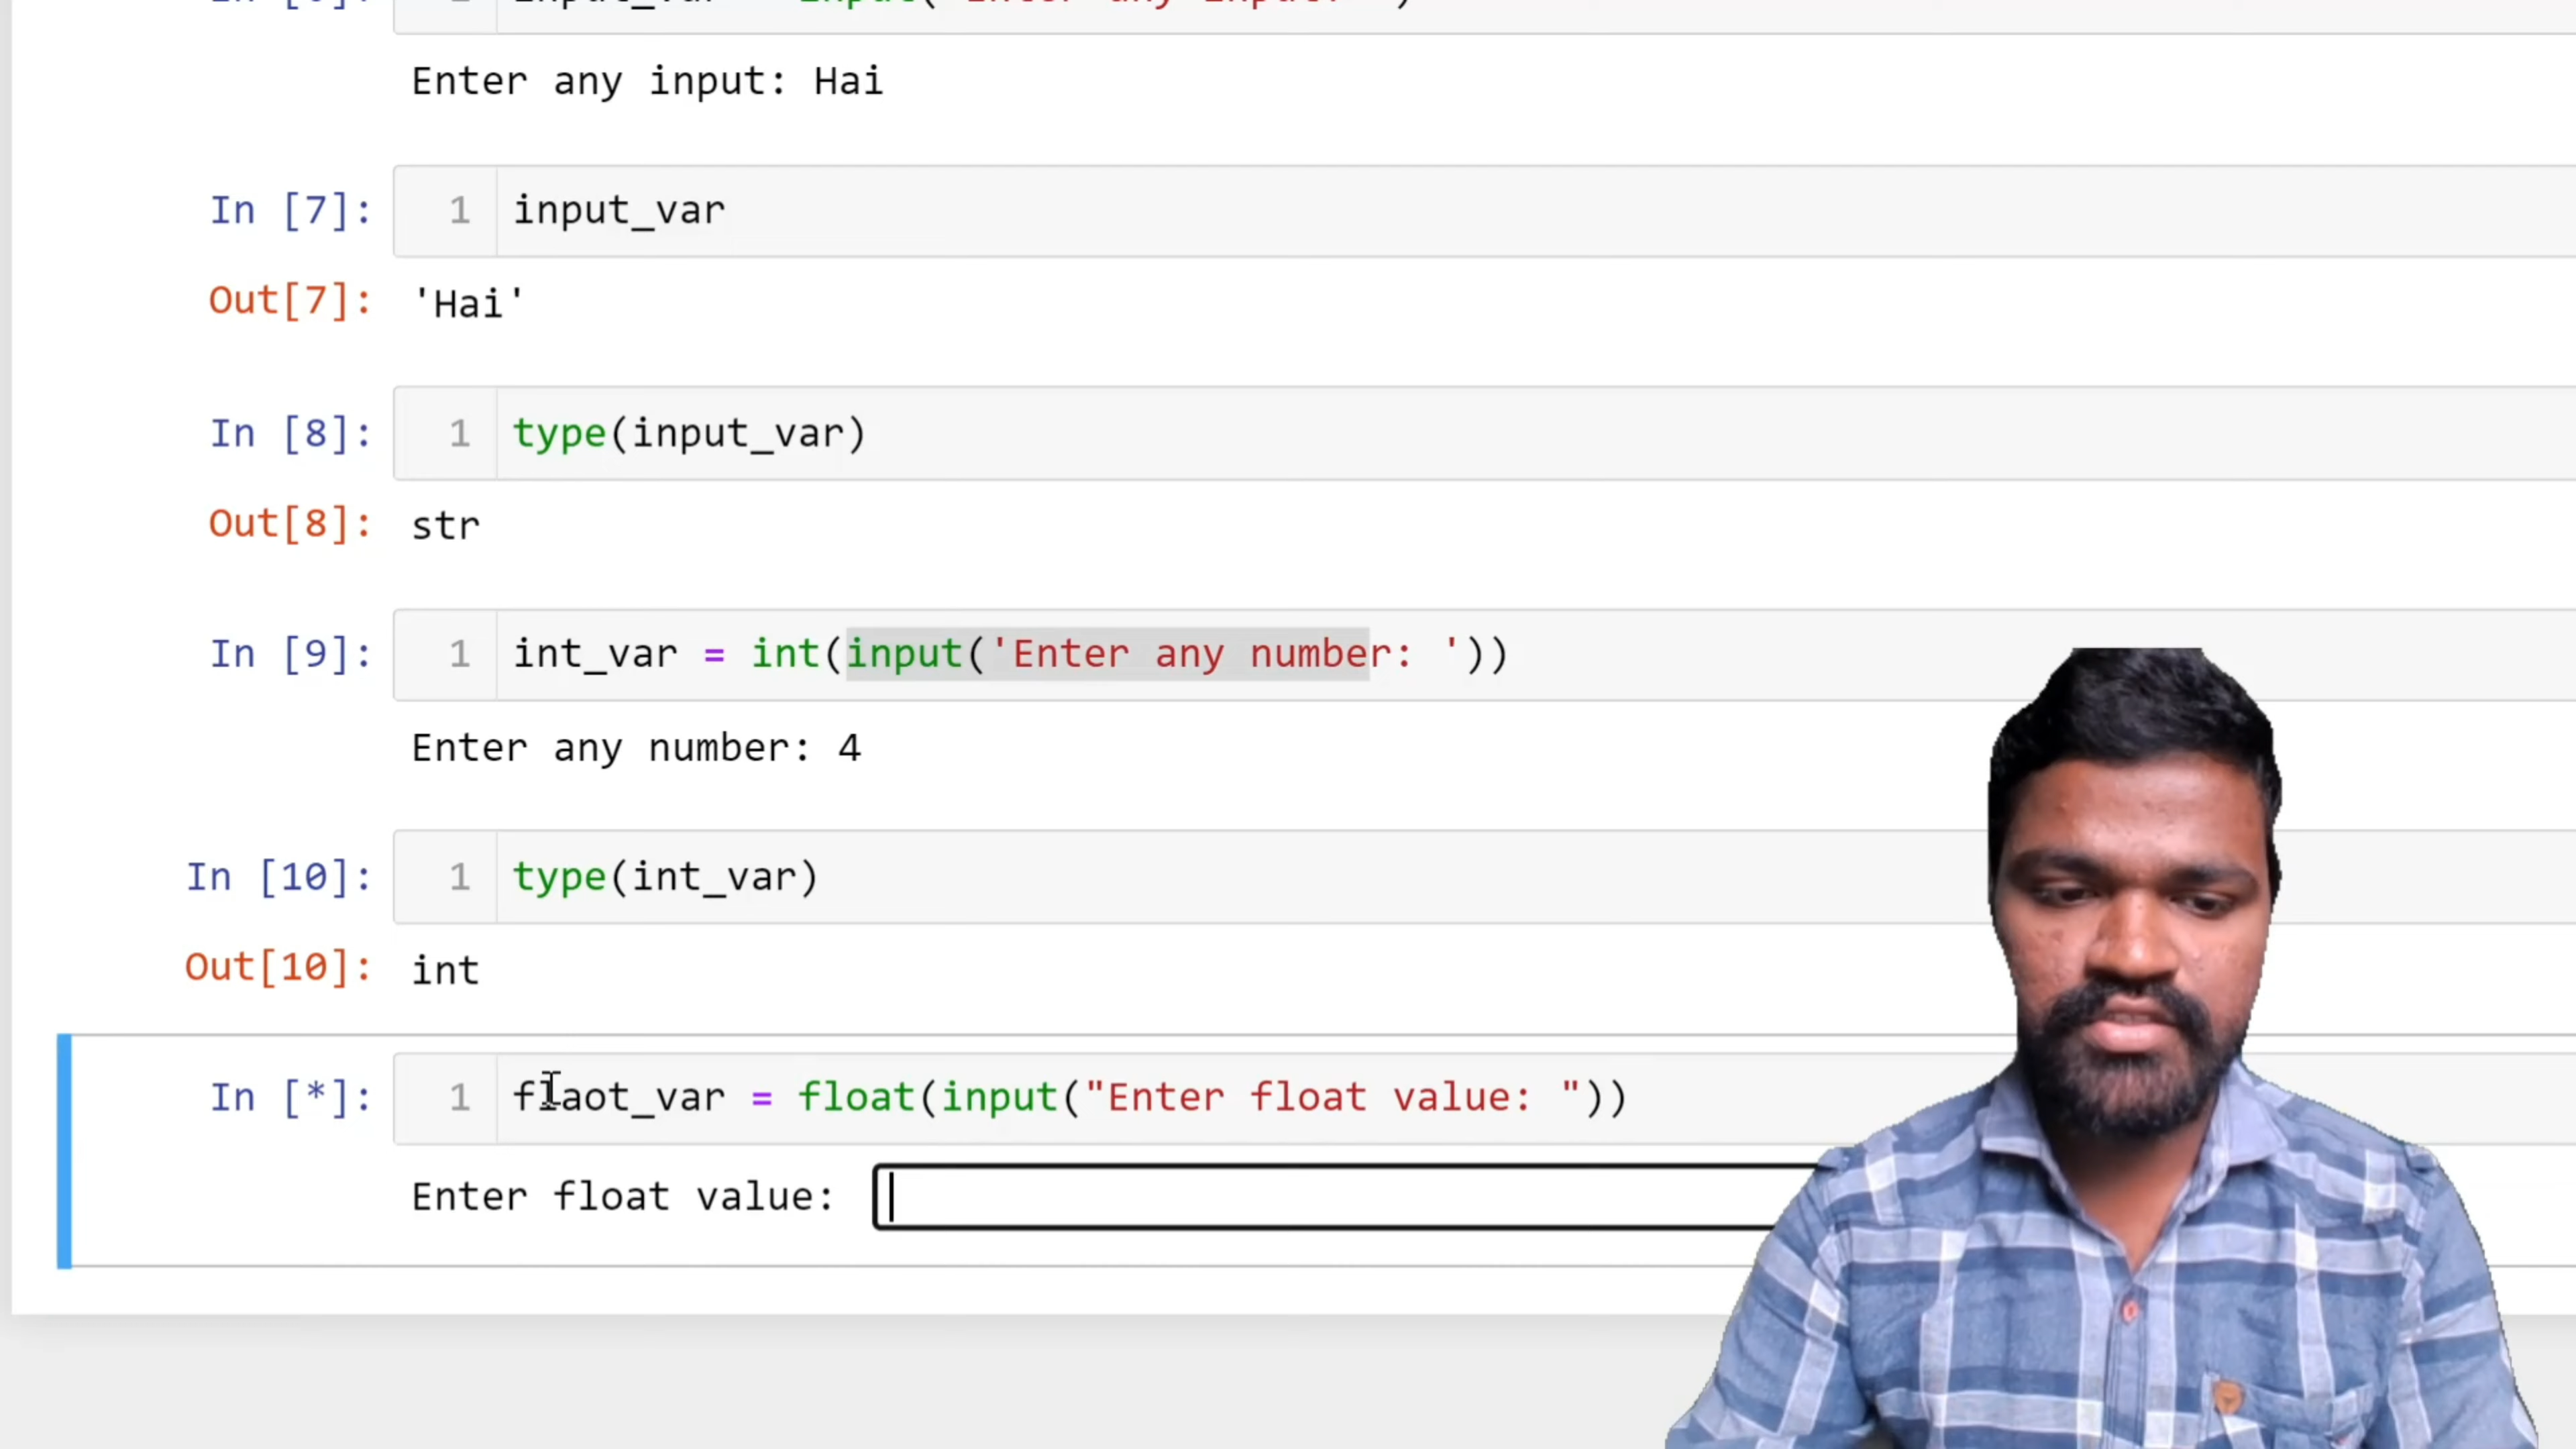 Enter any input: Hai
In [7]: 1 input_var
Out[7]: 'Hai'
In [8]: 1 type(input_var)
Out[8]: str
In [9]: 1 int_var = int(input('Enter any number: '))
Enter any number: 4
In [10]: 1 type(int_var)
Out[10]: int
In [*]: 1 flaot_var = float(input("Enter float value: "))
Enter float value: